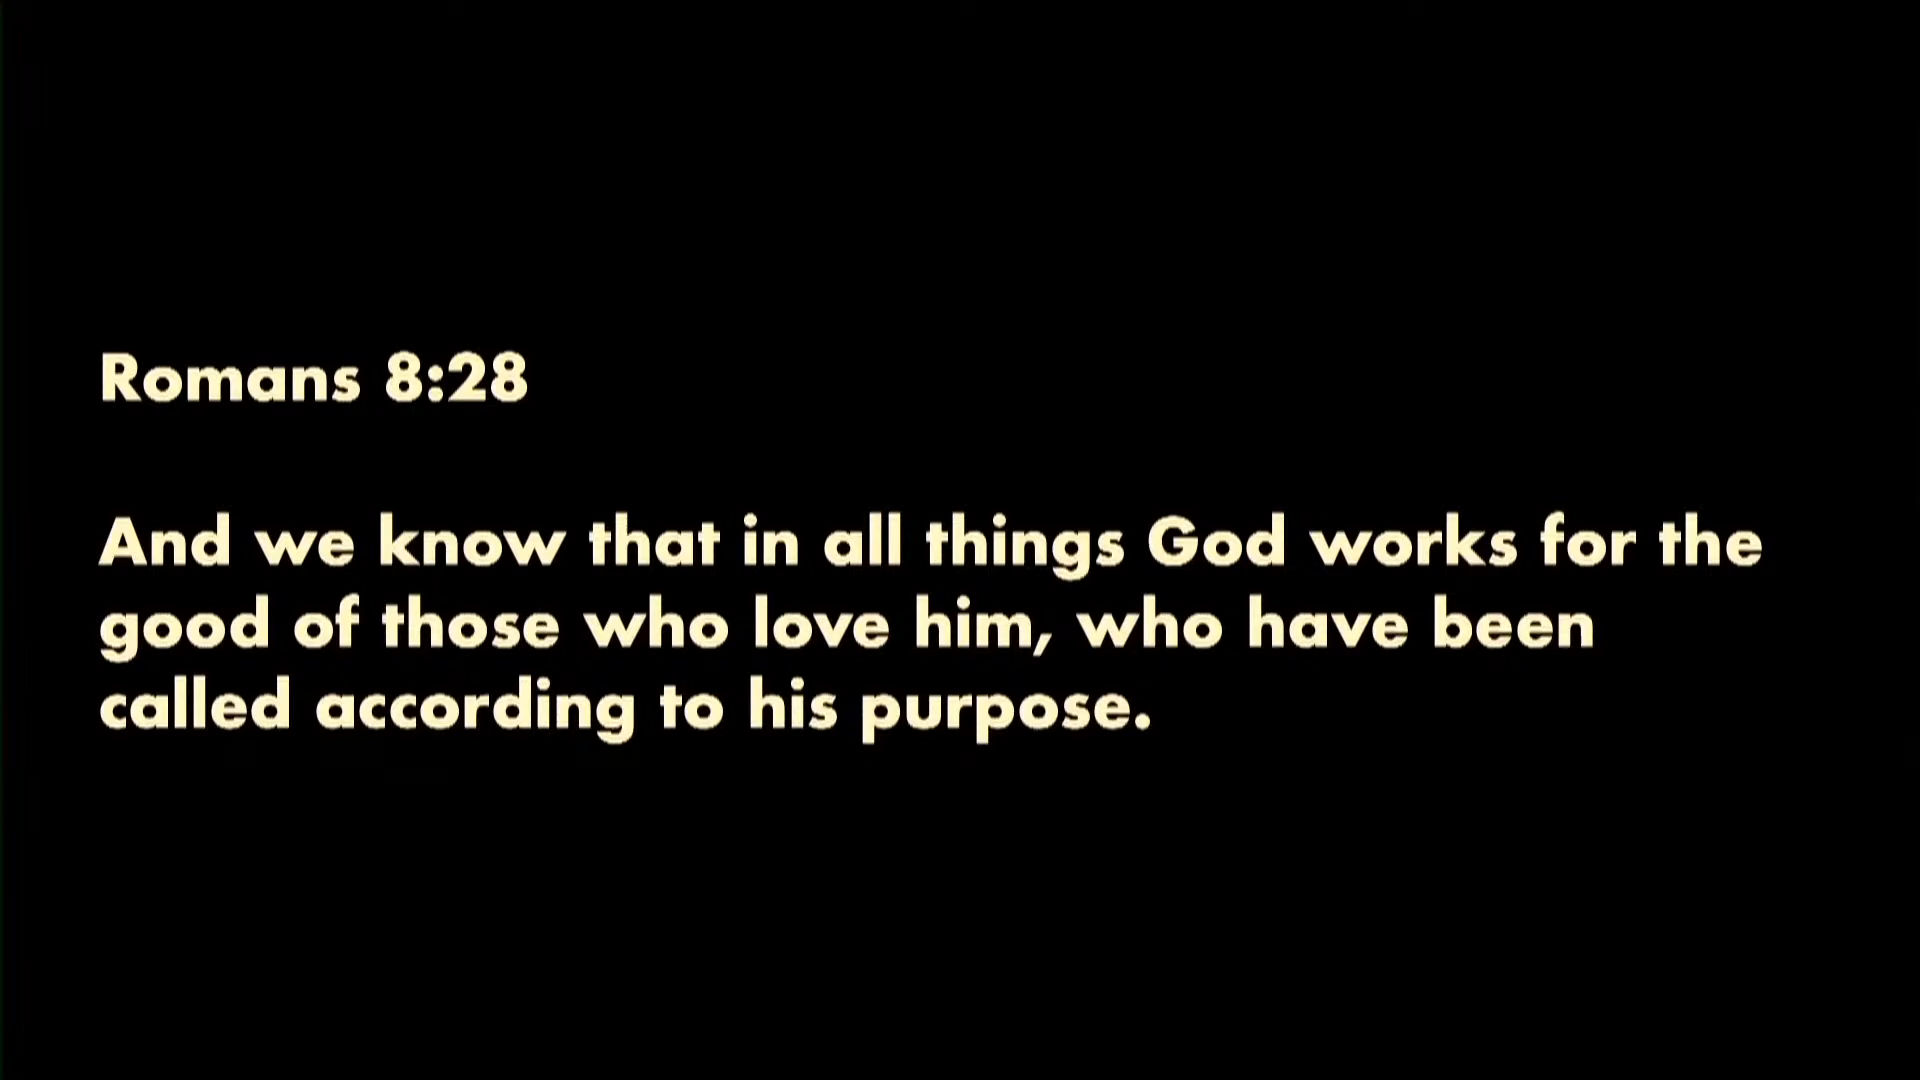 Romans 8:28
And we know that in all things God works for the
good of those who love him, who have been
called according to his purpose.